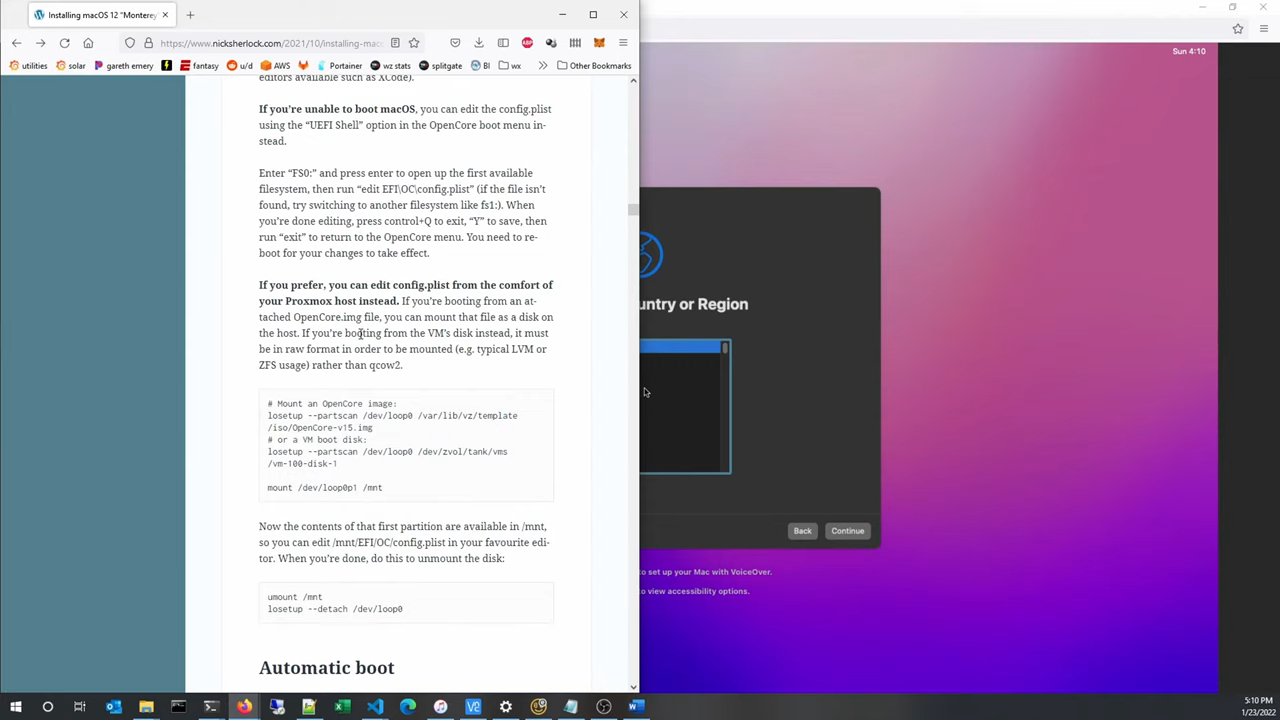 Installing macOS 12 "Monterey
https://www.nicksherlock.com/2021/10/installing-mac
utilities
solar
gareth emery
fantasy
u/d
AWS
Portainer
wz stats
splitgate
BI
wx
Other Bookmarks
editors available such as XCode).
If you're unable to boot macOS, you can edit the config.plist
using the "UEFI Shell" option in the OpenCore boot menu in-
stead.
Enter "FS0:" and press enter to open up the first available
filesystem, then run "edit EFI\OC\config.plist" (if the file isn't
found, try switching to another filesystem like fs1:). When
you're done editing, press control+Q to exit, "Y" to save, then
run "exit" to return to the OpenCore menu. You need to re-
boot for your changes to take effect.
If you prefer, you can edit config.plist from the comfort of
your Proxmox host instead. If you're booting from an at-
tached OpenCore.img file, you can mount that file as a disk on
the host. If you're booting from the VM's disk instead, it must
be in raw format in order to be mounted (e.g. typical LVM or
ZFS usage) rather than qcow2.
# Mount an OpenCore image:
losetup --partscan /dev/loop0 /var/lib/vz/template
/iso/OpenCore-v15.img
# or a VM boot disk:
losetup --partscan /dev/loop0 /dev/zvol/tank/vms
/vm-100-disk-1
mount /dev/loop0p1 /mnt
Now the contents of that first partition are available in /mnt,
so you can edit /mnt/EFI/OC/config.plist in your favourite edi-
tor. When you're done, do this to unmount the disk:
umount /mnt
losetup --detach /dev/loop0
Automatic boot
Sun 4:10
untry or Region
Back
Continue
to set up your Mac with VoiceOver.
to view accessibility options.
5:10 PM
1/23/2022